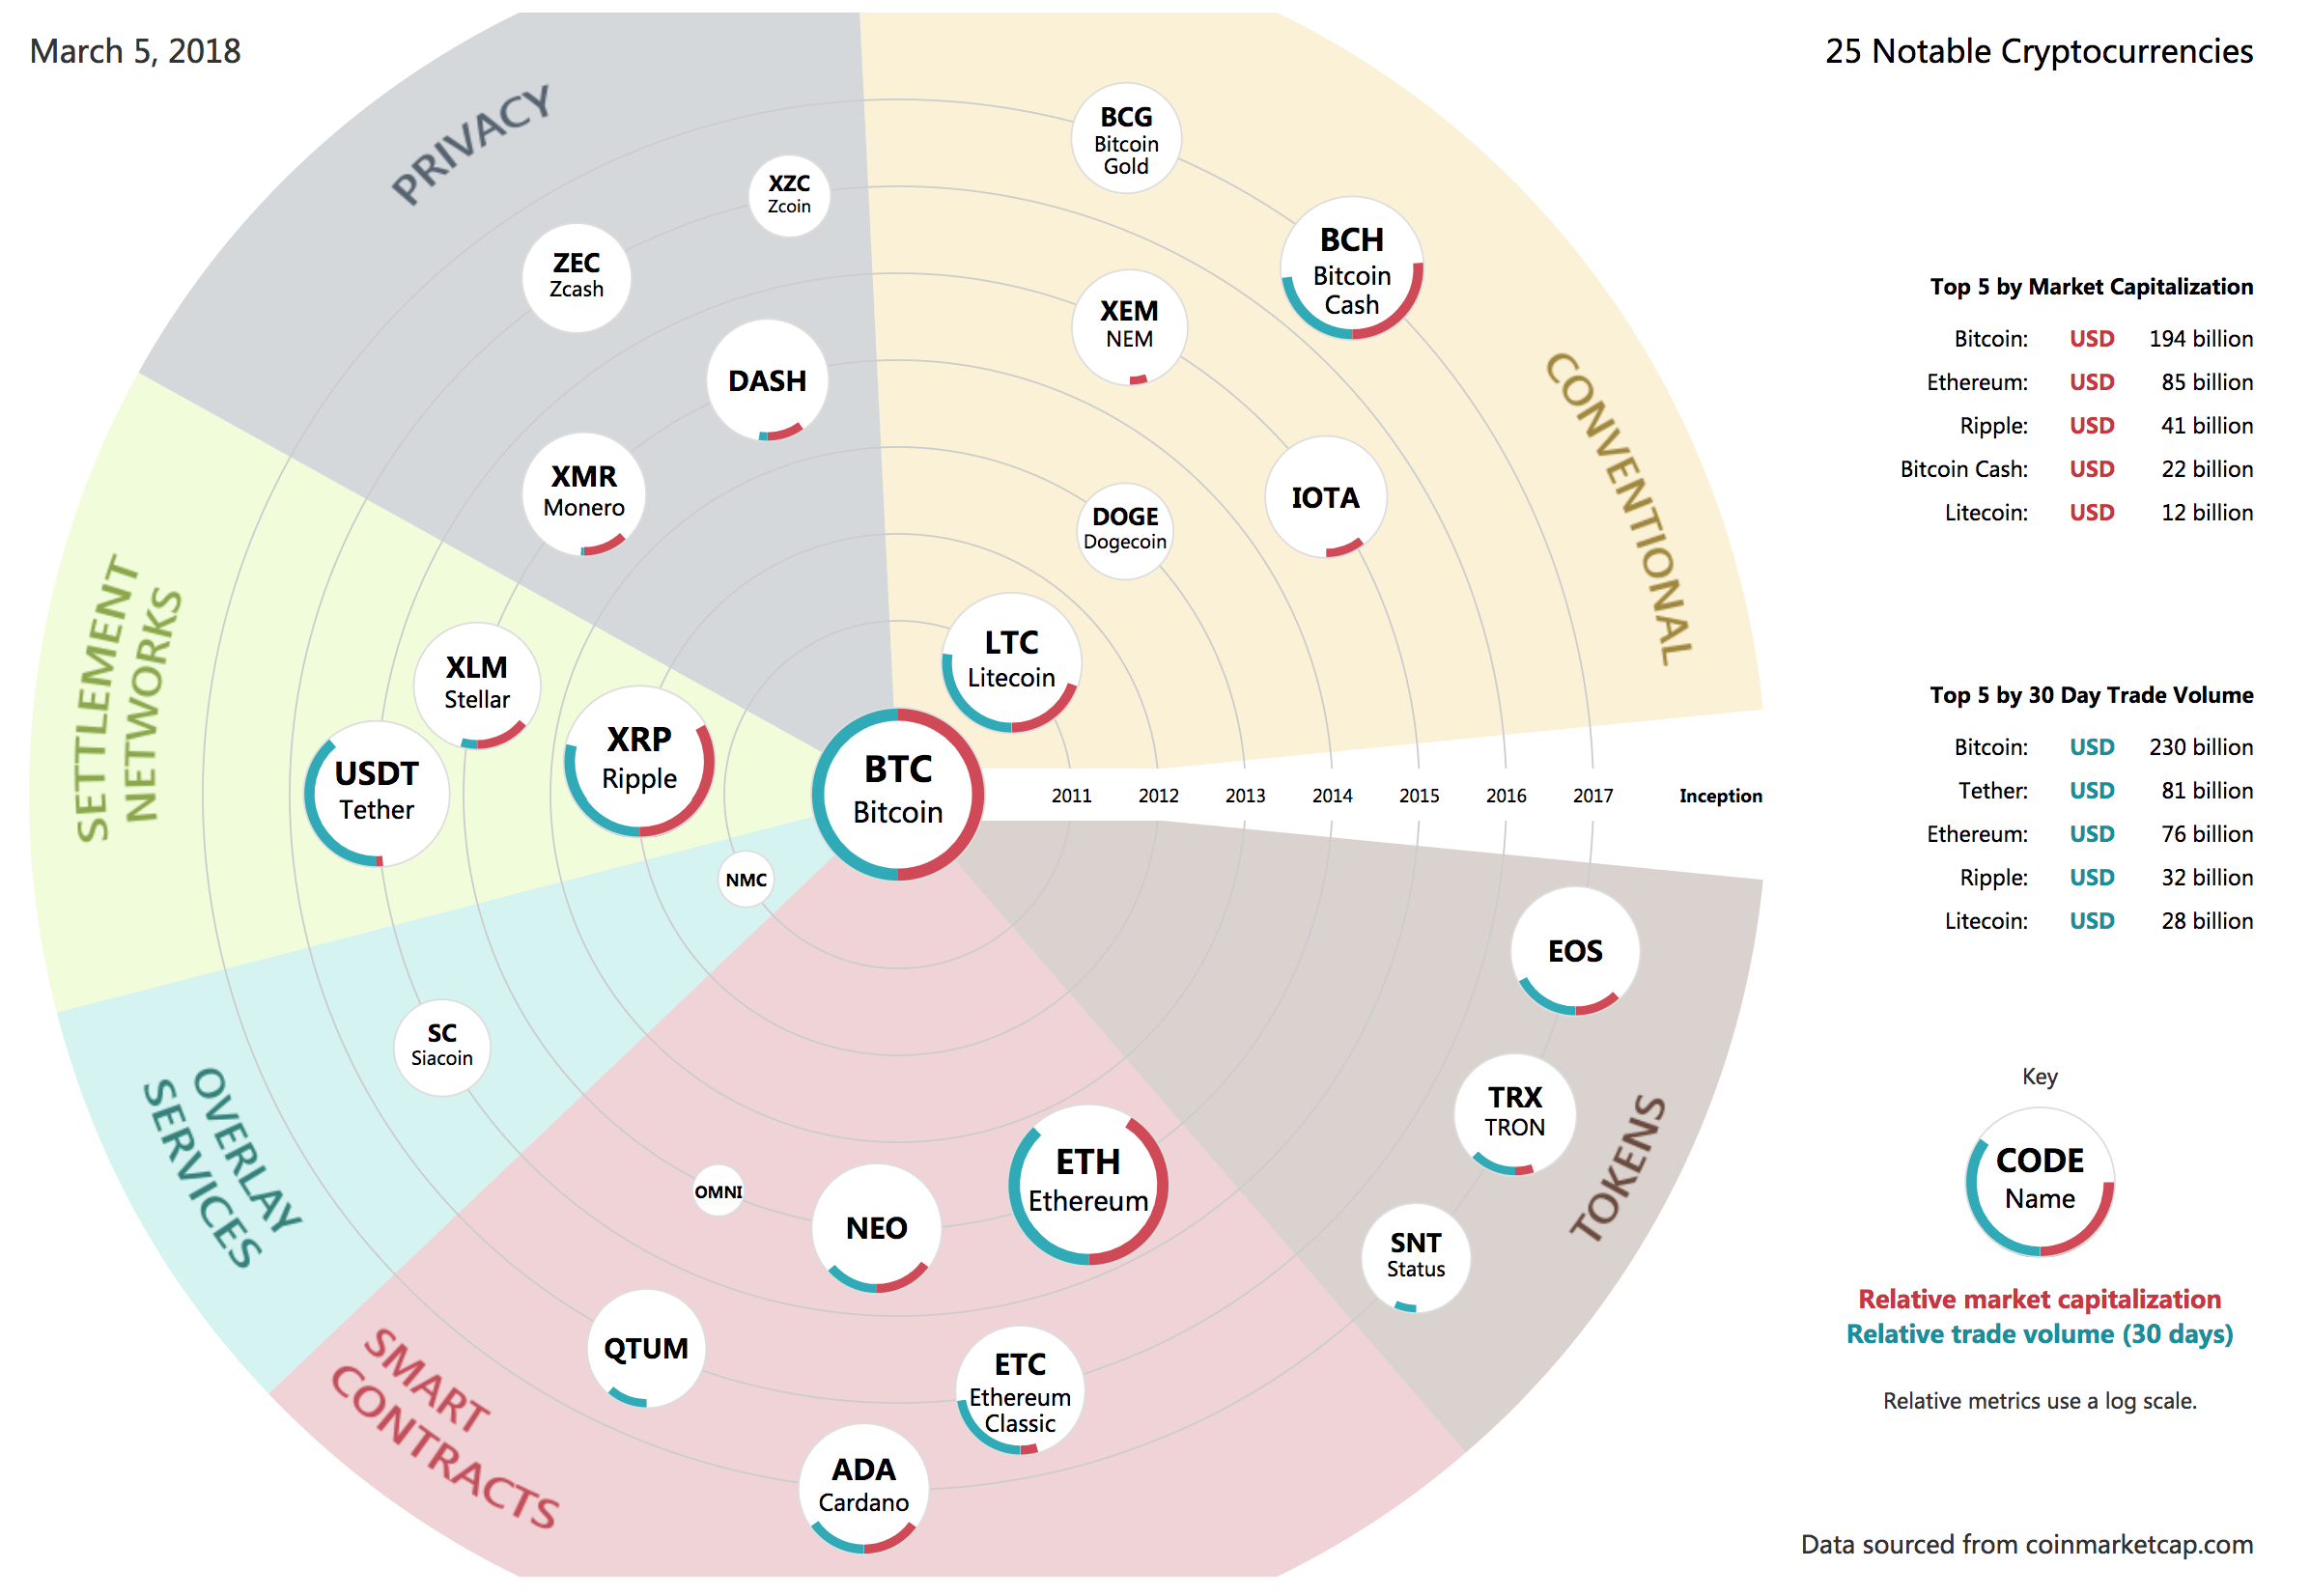 March 5, 2018
25 Notable Cryptocurrencies
PRIVACY
XZC
Zcoin
ZEC
Zcash
DASH
XMR
Monero
CONVENTIONAL
BCG
Bitcoin
Gold
BCH
Bitcoin
Cash
XEM
NEM
IOTA
DOGE
Dogecoin
LTC
Litecoin
SETTLEMENT
NETWORKS
XLM
Stellar
USDT
Tether
XRP
Ripple
BTC
Bitcoin
2011 2012 2013 2014 2015 2016 2017 Inception
OVERLAY
SERVICES
NMC
SC
Siacoin
SMART
CONTRACTS
OMNI
NEO
ETH
Ethereum
QTUM
ETC
Ethereum
Classic
ADA
Cardano
TOKENS
EOS
TRX
TRON
SNT
Status
Top 5 by Market Capitalization
Bitcoin: USD 194 billion
Ethereum: USD 85 billion
Ripple: USD 41 billion
Bitcoin Cash: USD 22 billion
Litecoin: USD 12 billion
Top 5 by 30 Day Trade Volume
Bitcoin: USD 230 billion
Tether: USD 81 billion
Ethereum: USD 76 billion
Ripple: USD 32 billion
Litecoin: USD 28 billion
Key
CODE
Name
Relative market capitalization
Relative trade volume (30 days)
Relative metrics use a log scale.
Data sourced from coinmarketcap.com